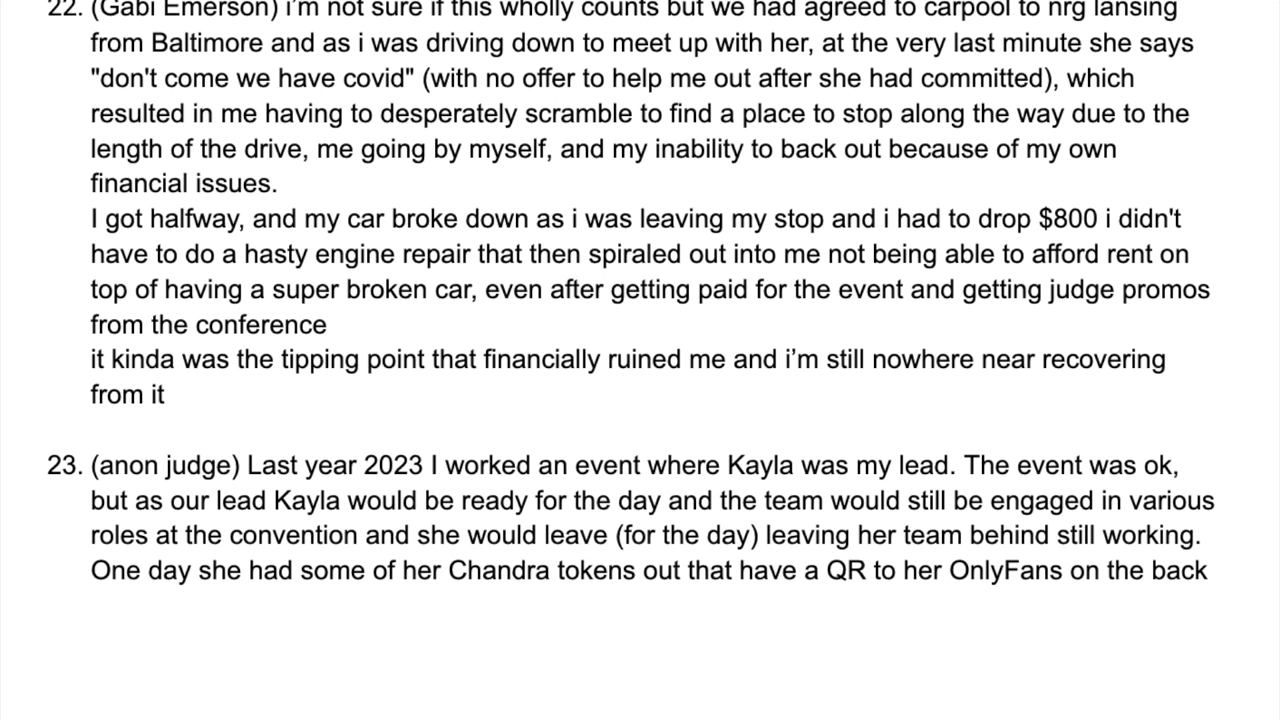 22. (Gabi Emerson) i'm not sure if this wholly counts but we had agreed to carpool to nrg lansing
from Baltimore and as i was driving down to meet up with her, at the very last minute she says
"don't come we have covid" (with no offer to help me out after she had committed), which
resulted in me having to desperately scramble to find a place to stop along the way due to the
length of the drive, me going by myself, and my inability to back out because of my own
financial issues.
I got halfway, and my car broke down as i was leaving my stop and i had to drop $800 i didn't
have to do a hasty engine repair that then spiraled out into me not being able to afford rent on
top of having a super broken car, even after getting paid for the event and getting judge promos
from the conference
it kinda was the tipping point that financially ruined me and i’m still nowhere near recovering
from it
23. (anon judge) Last year 2023 I worked an event where Kayla was my lead. The event was ok,
but as our lead Kayla would be ready for the day and the team would still be engaged in various
roles at the convention and she would leave (for the day) leaving her team behind still working.
One day she had some of her Chandra tokens out that have a QR to her OnlyFans on the back